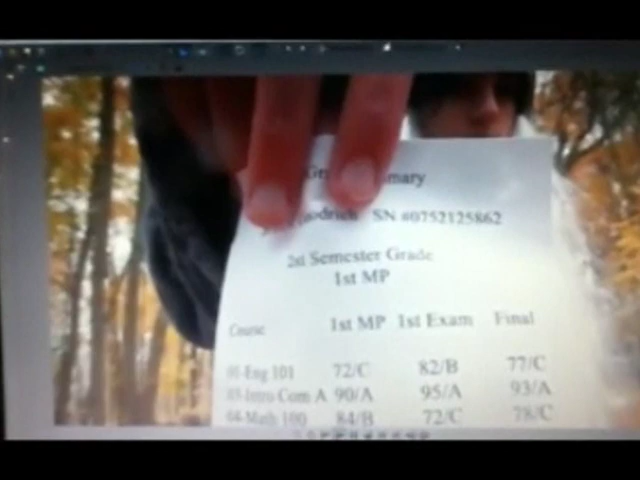 SN #0752125862
2st Semester Grade
1st MP
Course 1st MP 1st Exam Final
Eng 101 72/C 82/B 77/C
Intro Com A 90/A 95/A 93/A
Math 100 84/B 72/C 78/C